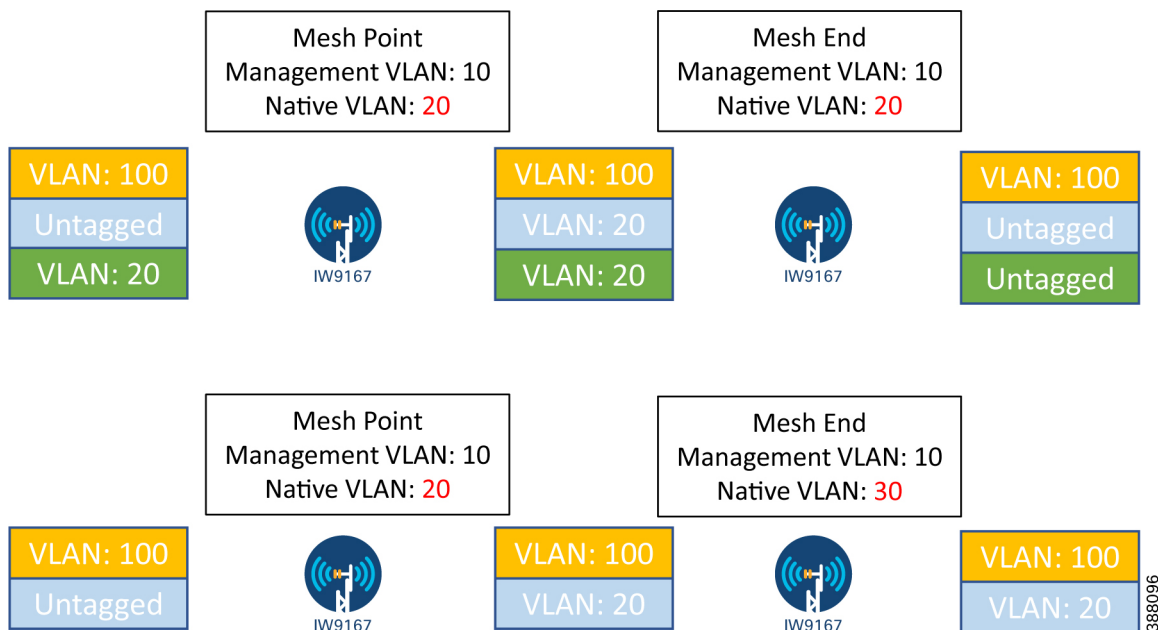 Mesh Point
Management VLAN: 10
Native VLAN: 20
Mesh End
Management VLAN: 10
Native VLAN: 20
VLAN: 100
Untagged
VLAN: 20
IW9167
VLAN: 100
VLAN: 20
VLAN: 20
IW9167
VLAN: 100
Untagged
Untagged
Mesh Point
Management VLAN: 10
Native VLAN: 20
Mesh End
Management VLAN: 10
Native VLAN: 30
VLAN: 100
Untagged
IW9167
VLAN: 100
VLAN: 20
IW9167
VLAN: 100
VLAN: 20
388096